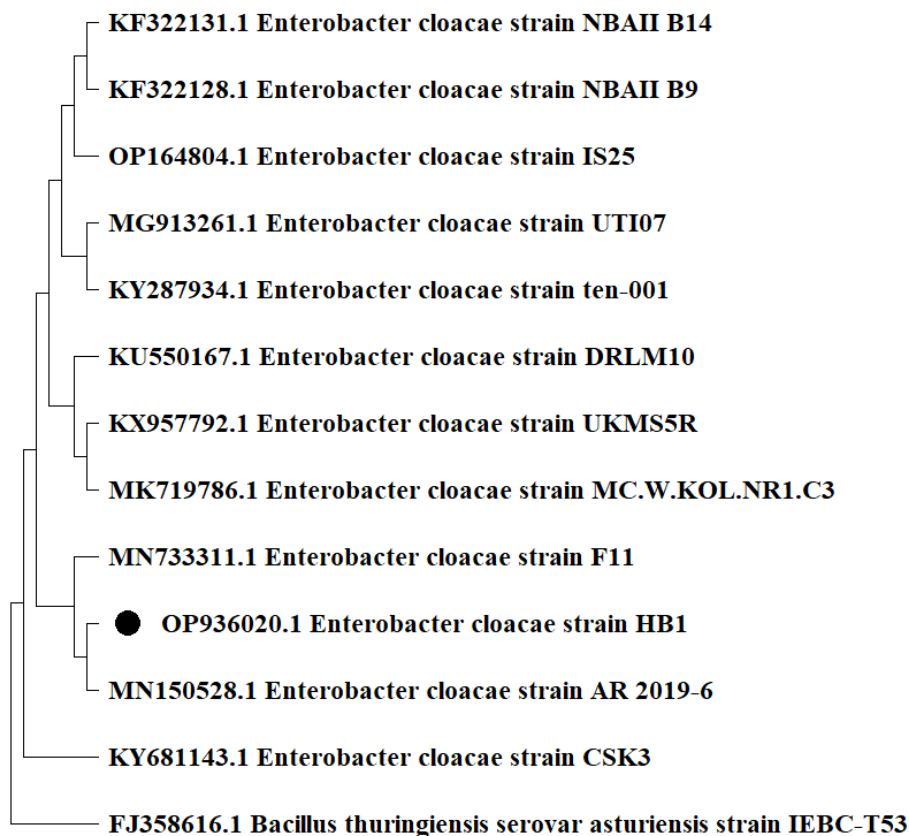 KF322131.1 Enterobacter cloacae strain NBAII B14
KF322128.1 Enterobacter cloacae strain NBAII B9
OP164804.1 Enterobacter cloacae strain IS25
MG913261.1 Enterobacter cloacae strain UTI07
KY287934.1 Enterobacter cloacae strain ten-001
KU550167.1 Enterobacter cloacae strain DRLM10
KX957792.1 Enterobacter cloacae strain UKMS5R
MK719786.1 Enterobacter cloacae strain MC.W.KOL.NR1.C3
MN733311.1 Enterobacter cloacae strain F11
OP936020.1 Enterobacter cloacae strain HB1
MN150528.1 Enterobacter cloacae strain AR 2019-6
KY681143.1 Enterobacter cloacae strain CSK3
FJ358616.1 Bacillus thuringiensis serovar asturiensis strain IEBC-T53